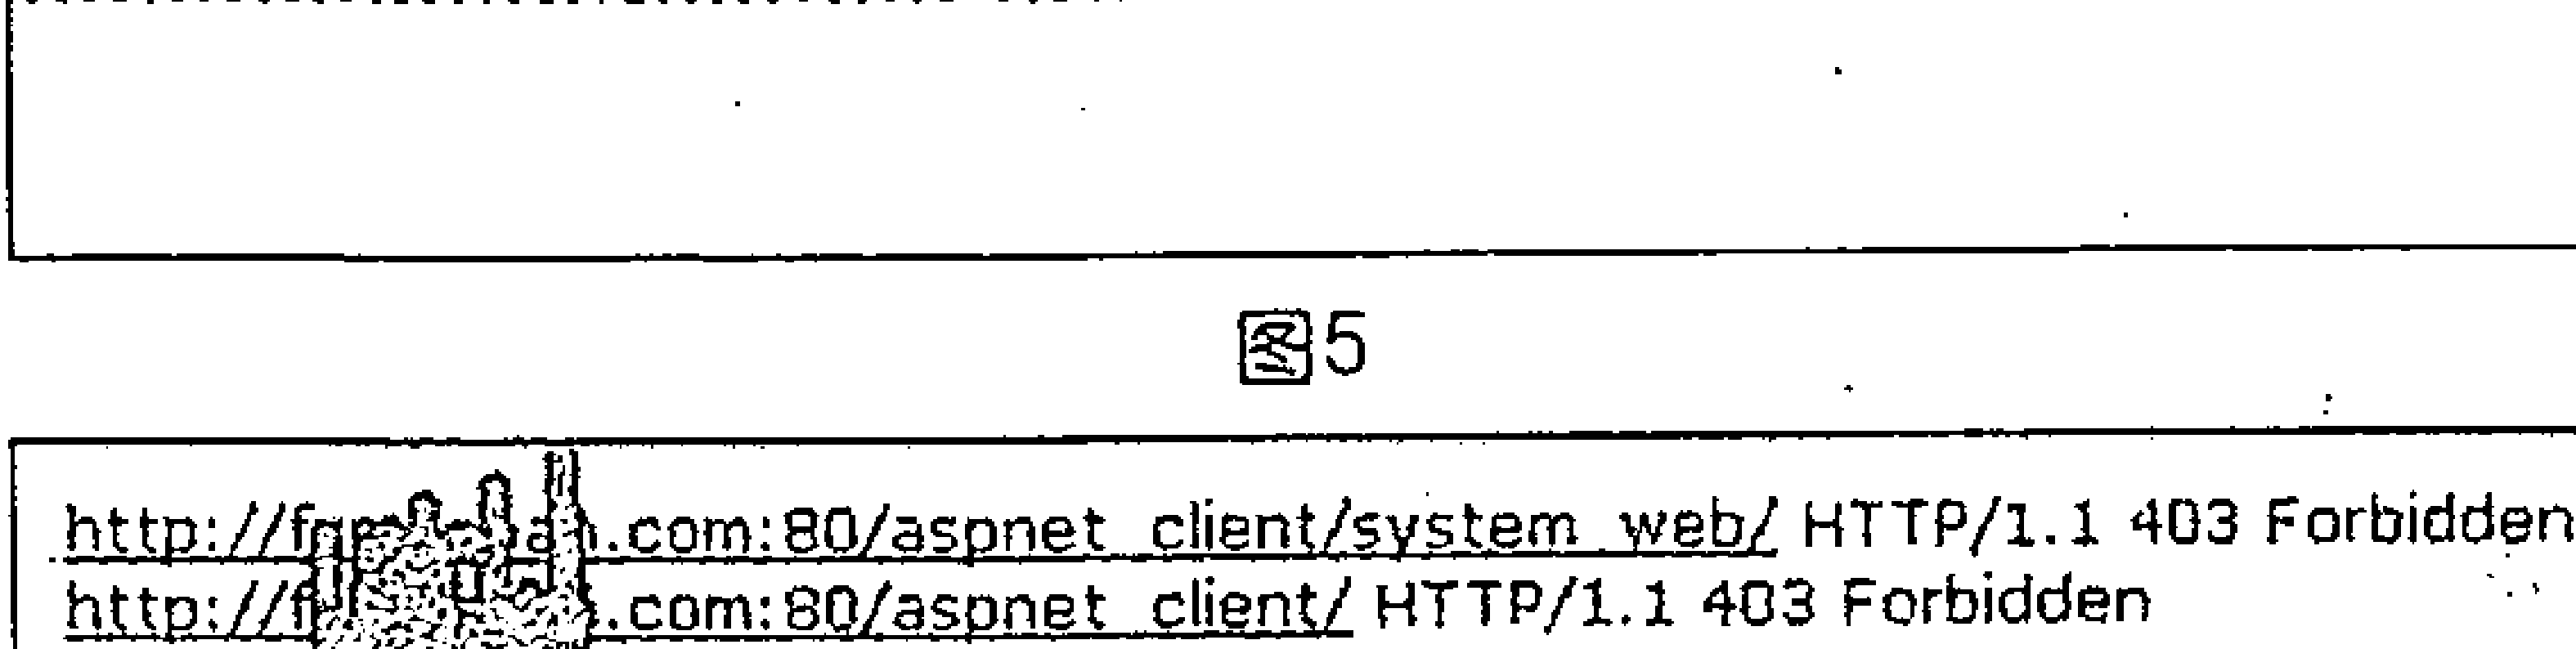 图5
.com:80/aspnet_client/system_web/ HTTP/1.1 403 Forbidden
.com:80/aspnet_client/ HTTP/1.1 403 Forbidden